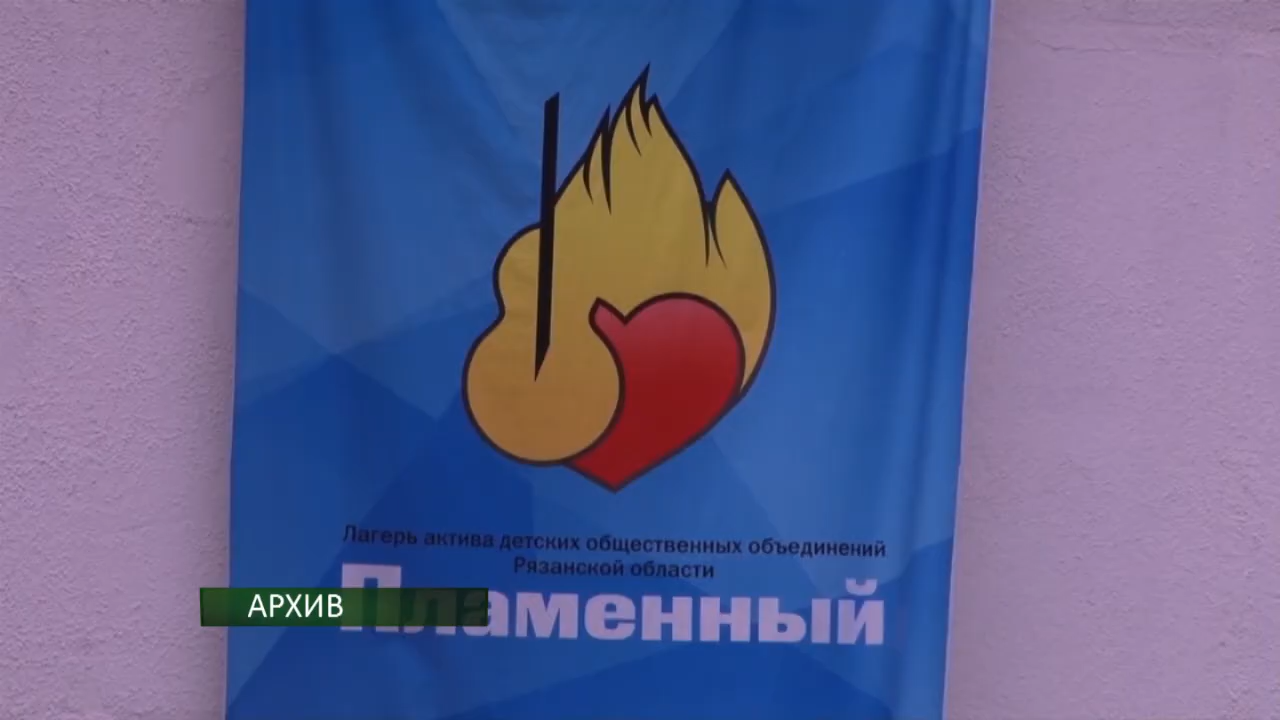 Лагерь актива детских общественных объединений
Рязанской области
Пламенный
АРХИВ